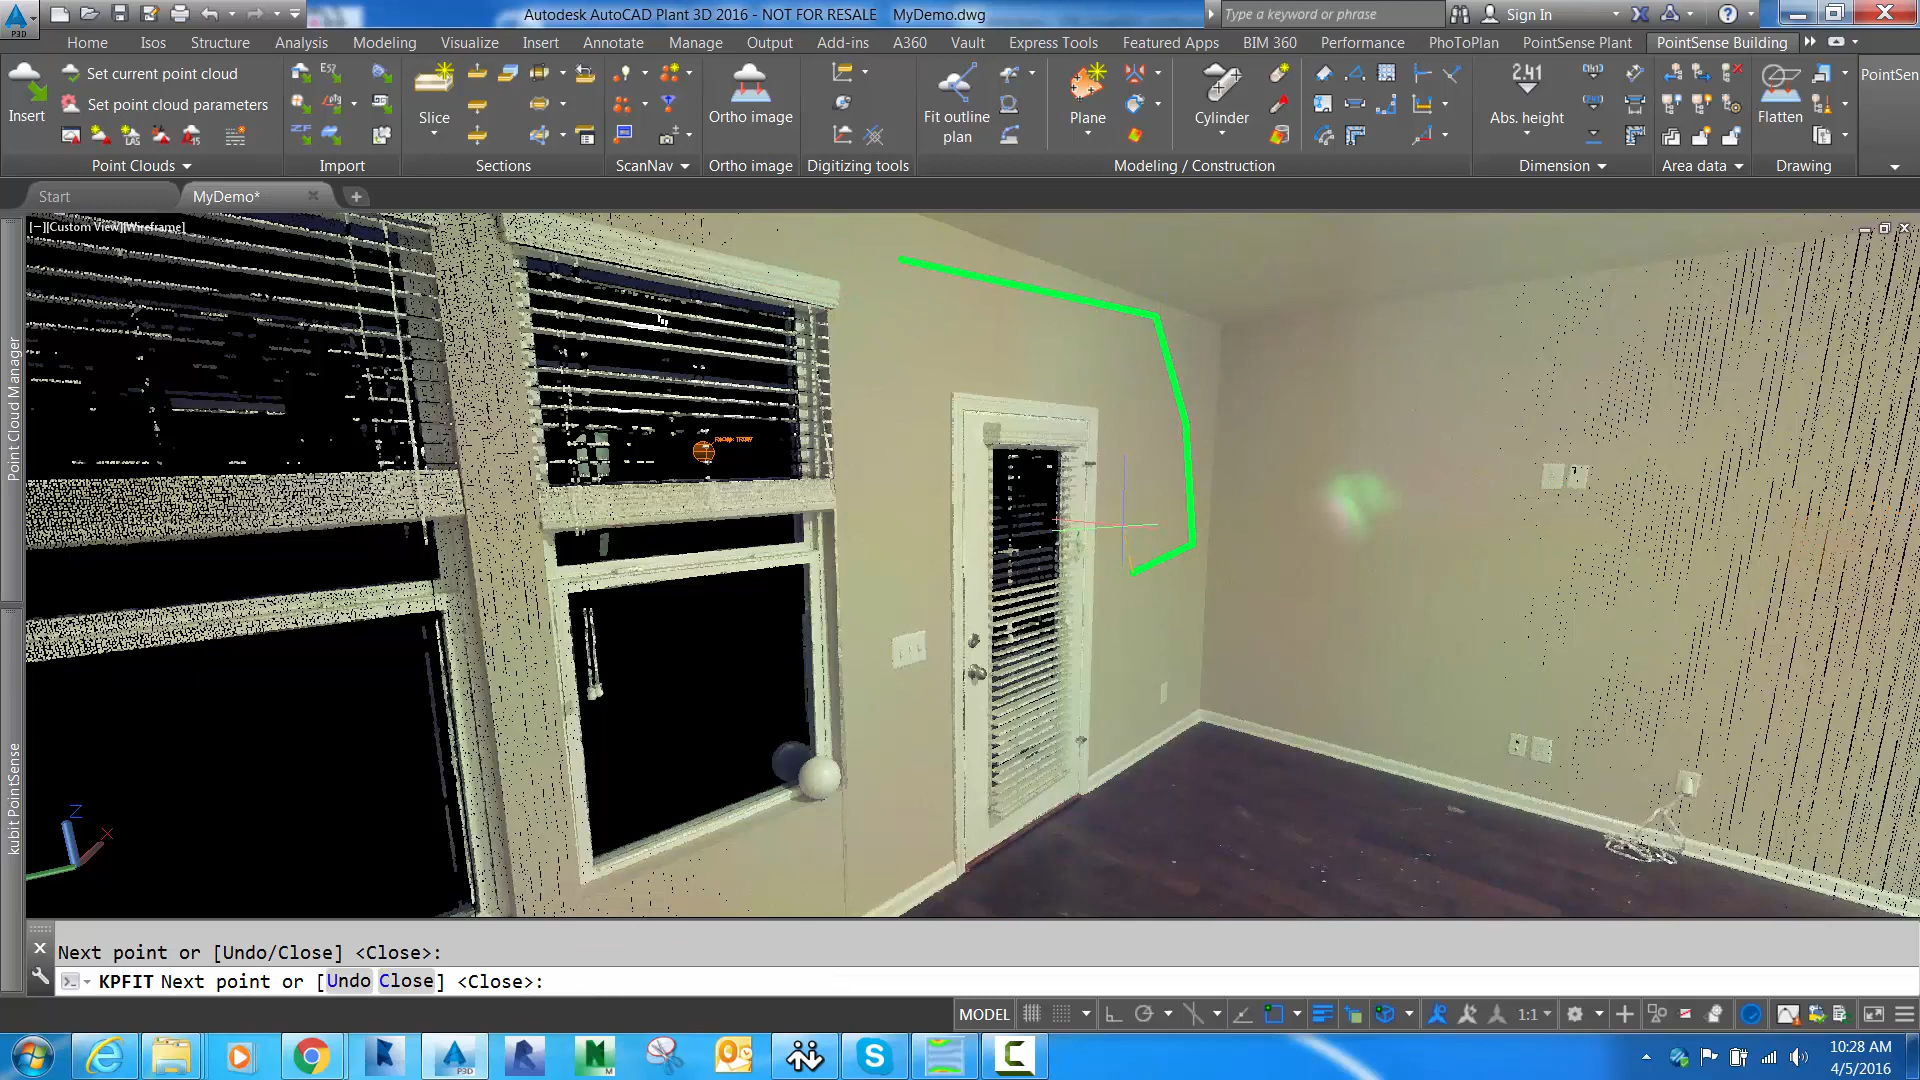 Autodesk AutoCAD Plant 3D 2016 - NOT FOR RESALE MyDemo.dwg
Type a keyword or phrase
Sign In
P3D
Home Isos Structure Analysis Modeling Visualize Insert Annotate Manage Output Add-ins A360 Vault Express Tools Featured Apps BIM 360 Performance PhoToPlan PointSense Plant PointSense Building
Set current point cloud
Set point cloud parameters
Insert
Slice
Ortho image
Fit outline plan
Plane
Cylinder
2.41
Abs. height
Flatten
PointSen
Point Clouds Import Sections ScanNav Ortho image Digitizing tools Modeling / Construction Dimension Area data Drawing
Start MyDemo*
[−][Custom View][Wireframe]
Point Cloud Manager
kubit PointSense
Z
X
Next point or [Undo/Close] <Close>:
KPFIT Next point or [Undo Close] <Close>:
MODEL
1:1
P3D
10:28 AM
4/5/2016